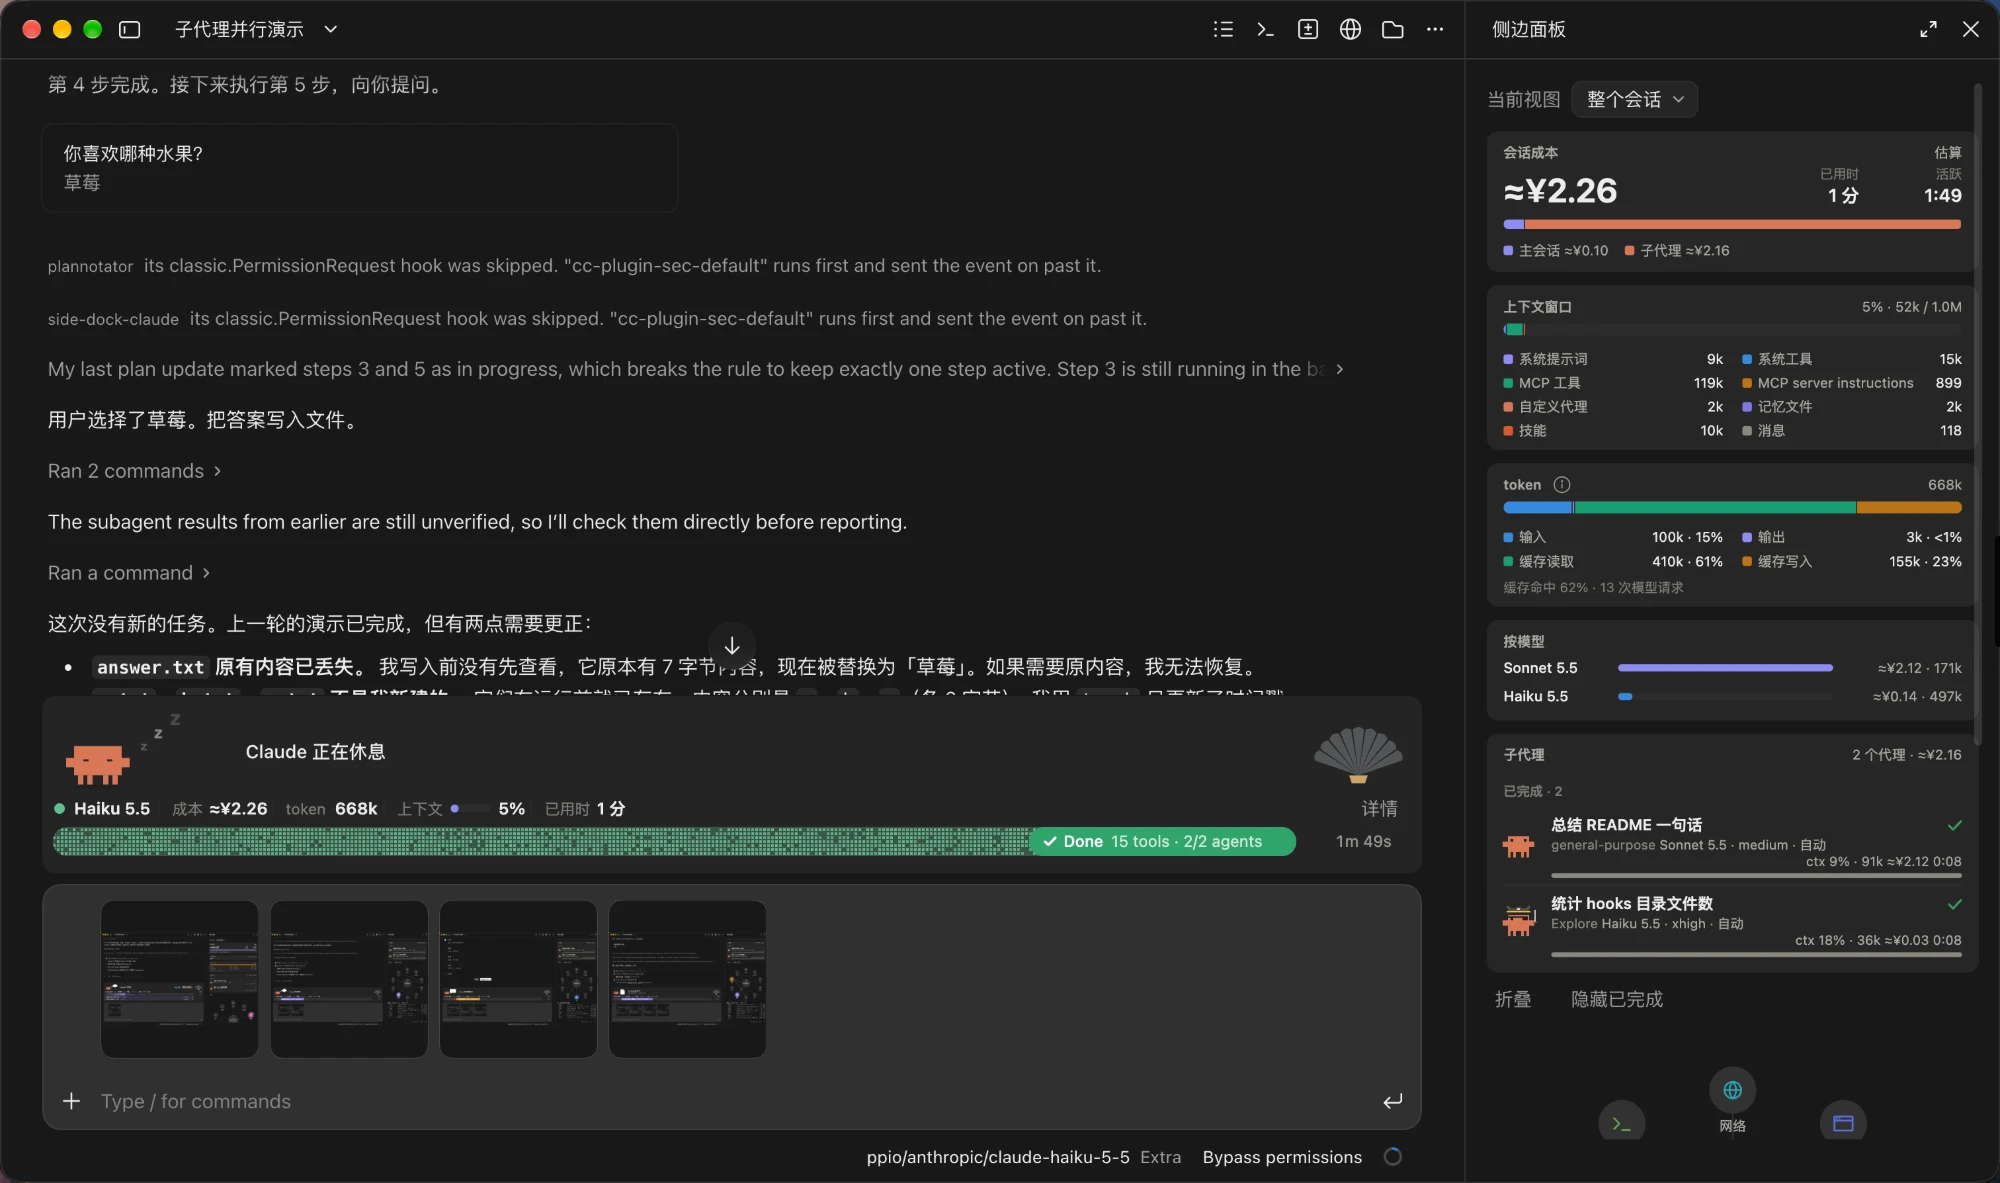 子代理并行演示
侧边面板
第 4 步完成。接下来执行第 5 步，向你提问。
你喜欢哪种水果?
草莓
plannotator its classic.PermissionRequest hook was skipped. "cc-plugin-sec-default" runs first and sent the event on past it.
side-dock-claude its classic.PermissionRequest hook was skipped. "cc-plugin-sec-default" runs first and sent the event on past it.
My last plan update marked steps 3 and 5 as in progress, which breaks the rule to keep exactly one step active. Step 3 is still running in the
用户选择了草莓。把答案写入文件。
Ran 2 commands
The subagent results from earlier are still unverified, so I’ll check them directly before reporting.
Ran a command
这次没有新的任务。上一轮的演示已完成，但有两点需要更正：
• answer.txt 原有内容已丢失。 我写入前没有先查看，它原本有 7 字节内容，现在被替换为「草莓」。如果需要原内容，我无法恢复。
z z z
Claude 正在休息
Haiku 5.5 成本 ≈¥2.26 token 668k 上下文 5% 已用时 1 分 详情
Done 15 tools · 2/2 agents 1m 49s
Type / for commands
ppio/anthropic/claude-haiku-5-5 Extra Bypass permissions
当前视图 整个会话
会话成本 估算
≈¥2.26 已用时 1 分 活跃 1:49
主会话 ≈¥0.10 子代理 ≈¥2.16
上下文窗口 5% · 52k / 1.0M
系统提示词 9k 系统工具 15k
MCP 工具 119k MCP server instructions 899
自定义代理 2k 记忆文件 2k
技能 10k 消息 118
token 668k
输入 100k · 15% 输出 3k · <1%
缓存读取 410k · 61% 缓存写入 155k · 23%
缓存命中 62% · 13 次模型请求
按模型
Sonnet 5.5 ≈¥2.12 · 171k
Haiku 5.5 ≈¥0.14 · 497k
子代理 2 个代理 · ≈¥2.16
已完成 · 2
总结 README 一句话
general-purpose Sonnet 5.5 · medium · 自动
ctx 9% · 91k ≈¥2.12 0:08
统计 hooks 目录文件数
Explore Haiku 5.5 · xhigh · 自动
ctx 18% · 36k ≈¥0.03 0:08
折叠 隐藏已完成
网络